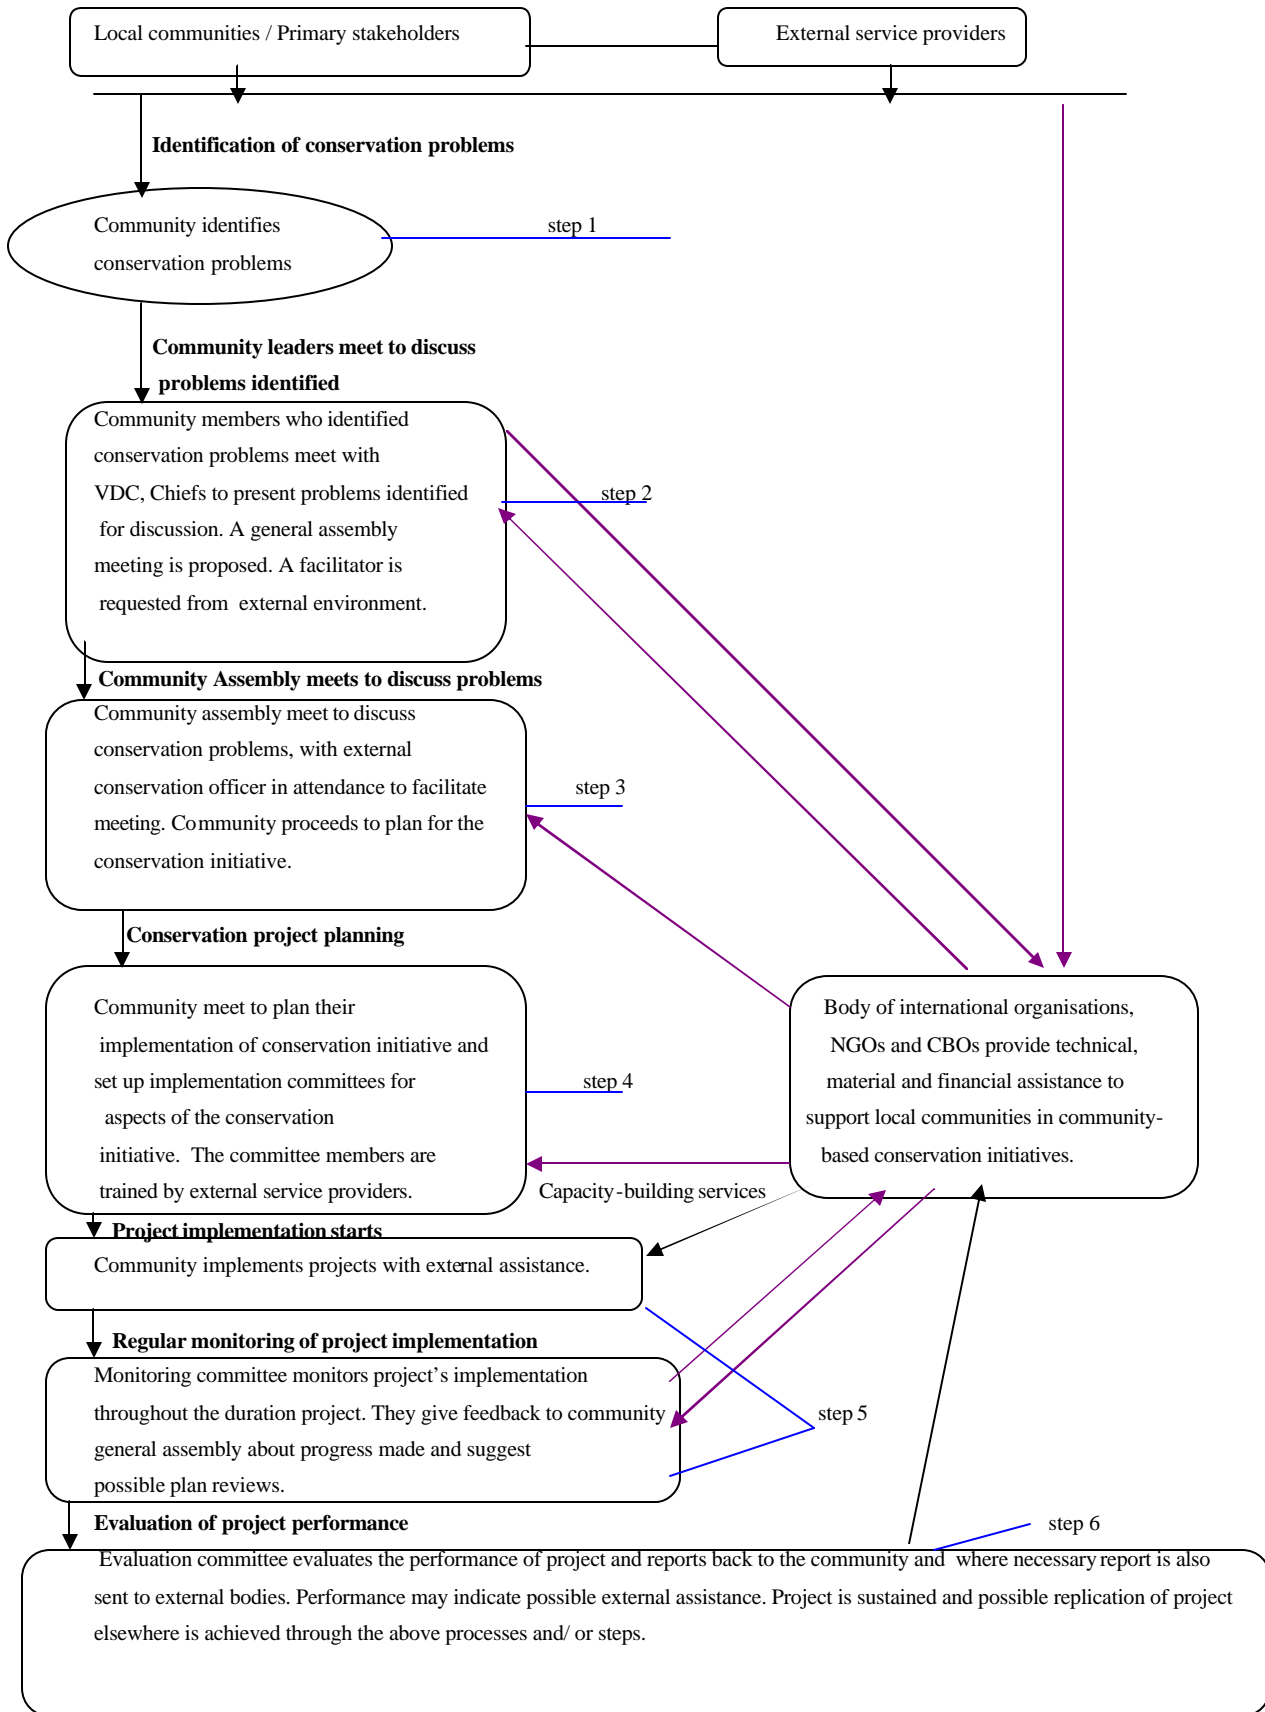 Local communities / Primary stakeholders
External service providers
Identification of conservation problems
Community identifies
conservation problems
step 1
Community leaders meet to discuss
problems identified
Community members who identified
conservation problems meet with
VDC, Chiefs to present problems identified
for discussion. A general assembly
meeting is proposed. A facilitator is
requested from external environment.
step 2
Community Assembly meets to discuss problems
Community assembly meet to discuss
conservation problems, with external
conservation officer in attendance to facilitate
meeting. Community proceeds to plan for the
conservation initiative.
step 3
Conservation project planning
Community meet to plan their
implementation of conservation initiative and
set up implementation committees for
aspects of the conservation
initiative. The committee members are
trained by external service providers.
step 4
Body of international organisations,
NGOs and CBOs provide technical,
material and financial assistance to
support local communities in community-
based conservation initiatives.
Capacity-building services
Project implementation starts
Community implements projects with external assistance.
Regular monitoring of project implementation
Monitoring committee monitors project's implementation
throughout the duration project. They give feedback to community
general assembly about progress made and suggest
possible plan reviews.
step 5
Evaluation of project performance
step 6
Evaluation committee evaluates the performance of project and reports back to the community and where necessary report is also
sent to external bodies. Performance may indicate possible external assistance. Project is sustained and possible replication of project
elsewhere is achieved through the above processes and/ or steps.